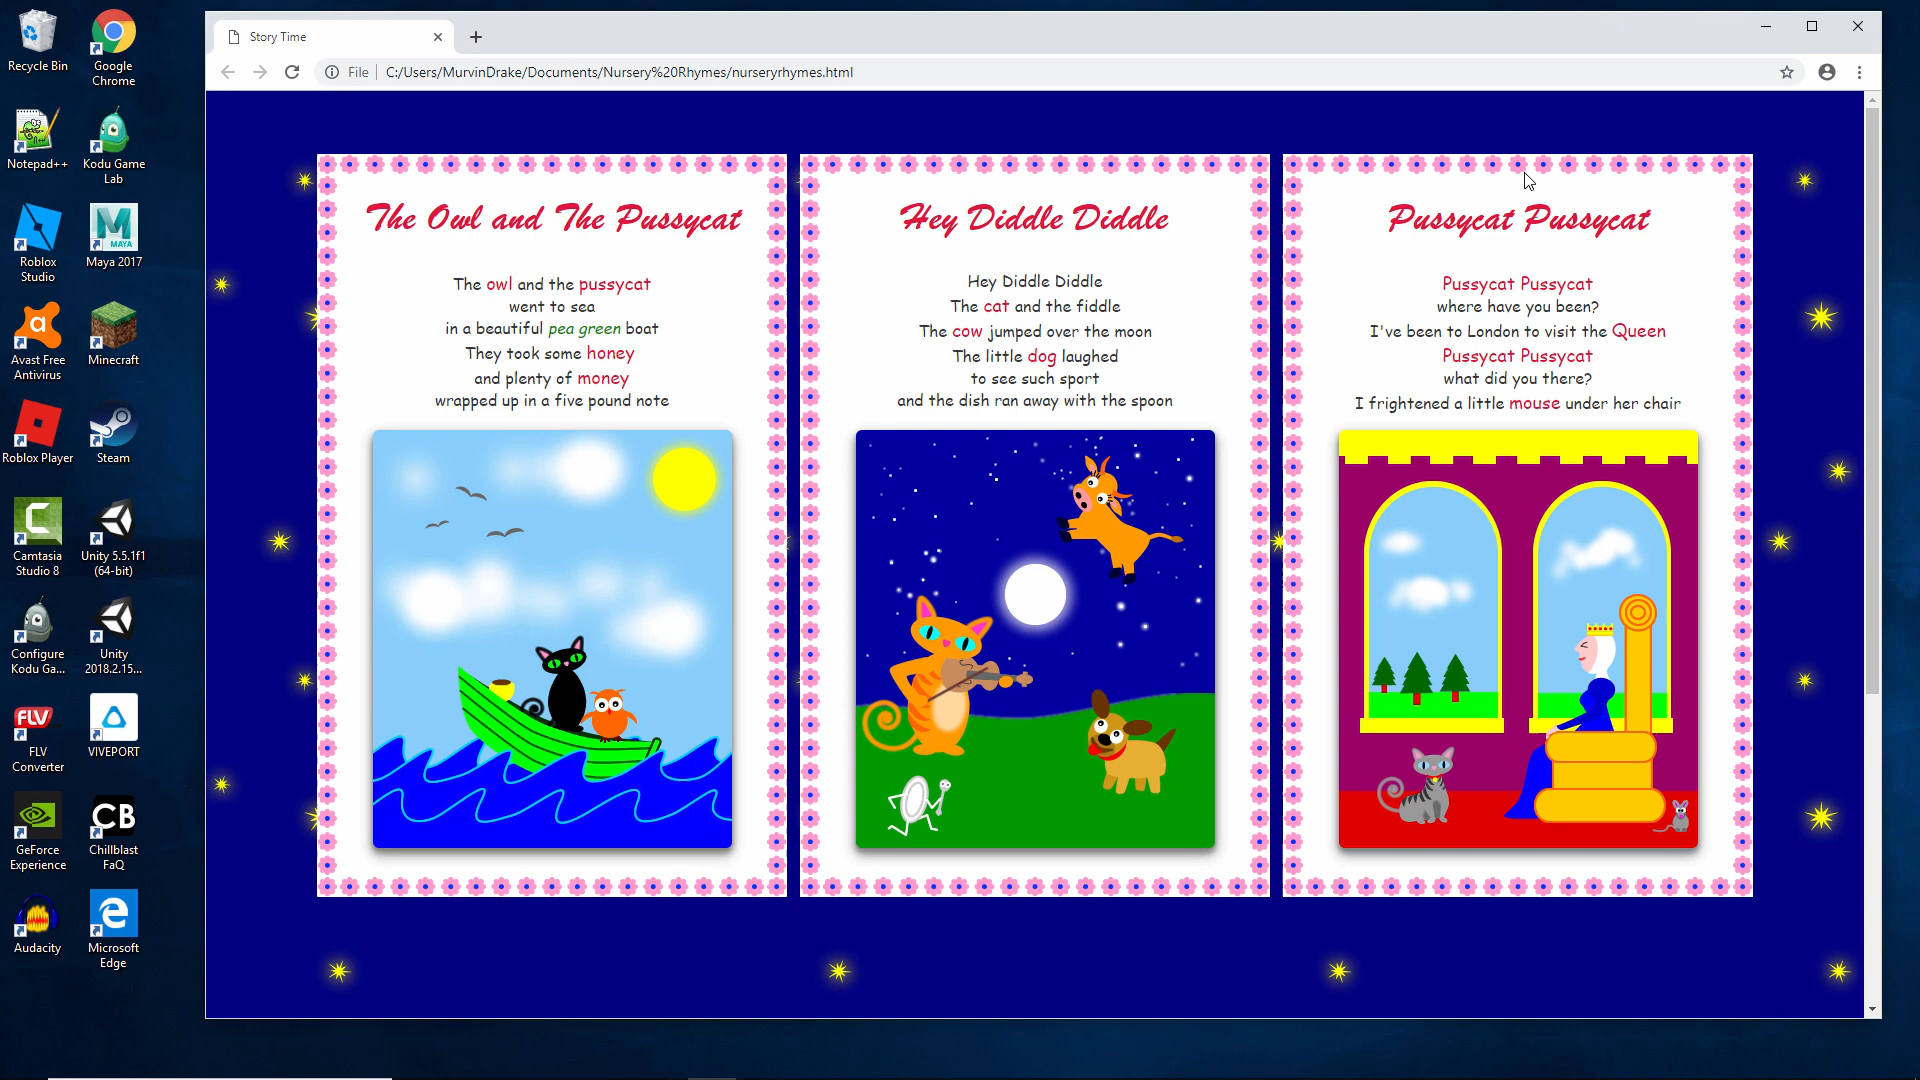 Recycle Bin
Google Chrome
Notepad++
Kodu Game Lab
Roblox Studio
Maya 2017
MAYA
Avast Free Antivirus
Minecraft
Roblox Player
Steam
Camtasia Studio 8
Unity 5.5.1f1 (64-bit)
Configure Kodu Ga...
Unity 2018.2.15...
FLV
FLV Converter
VIVEPORT
GeForce Experience
CB
Chillblast FaQ
Audacity
Microsoft Edge
Story Time
File
C:/Users/MurvinDrake/Documents/Nursery%20Rhymes/nurseryrhymes.html
The Owl and The Pussycat
The owl and the pussycat
went to sea
in a beautiful pea green boat
They took some honey
and plenty of money
wrapped up in a five pound note
Hey Diddle Diddle
Hey Diddle Diddle
The cat and the fiddle
The cow jumped over the moon
The little dog laughed
to see such sport
and the dish ran away with the spoon
Pussycat Pussycat
Pussycat Pussycat
where have you been?
I've been to London to visit the Queen
Pussycat Pussycat
what did you there?
I frightened a little mouse under her chair